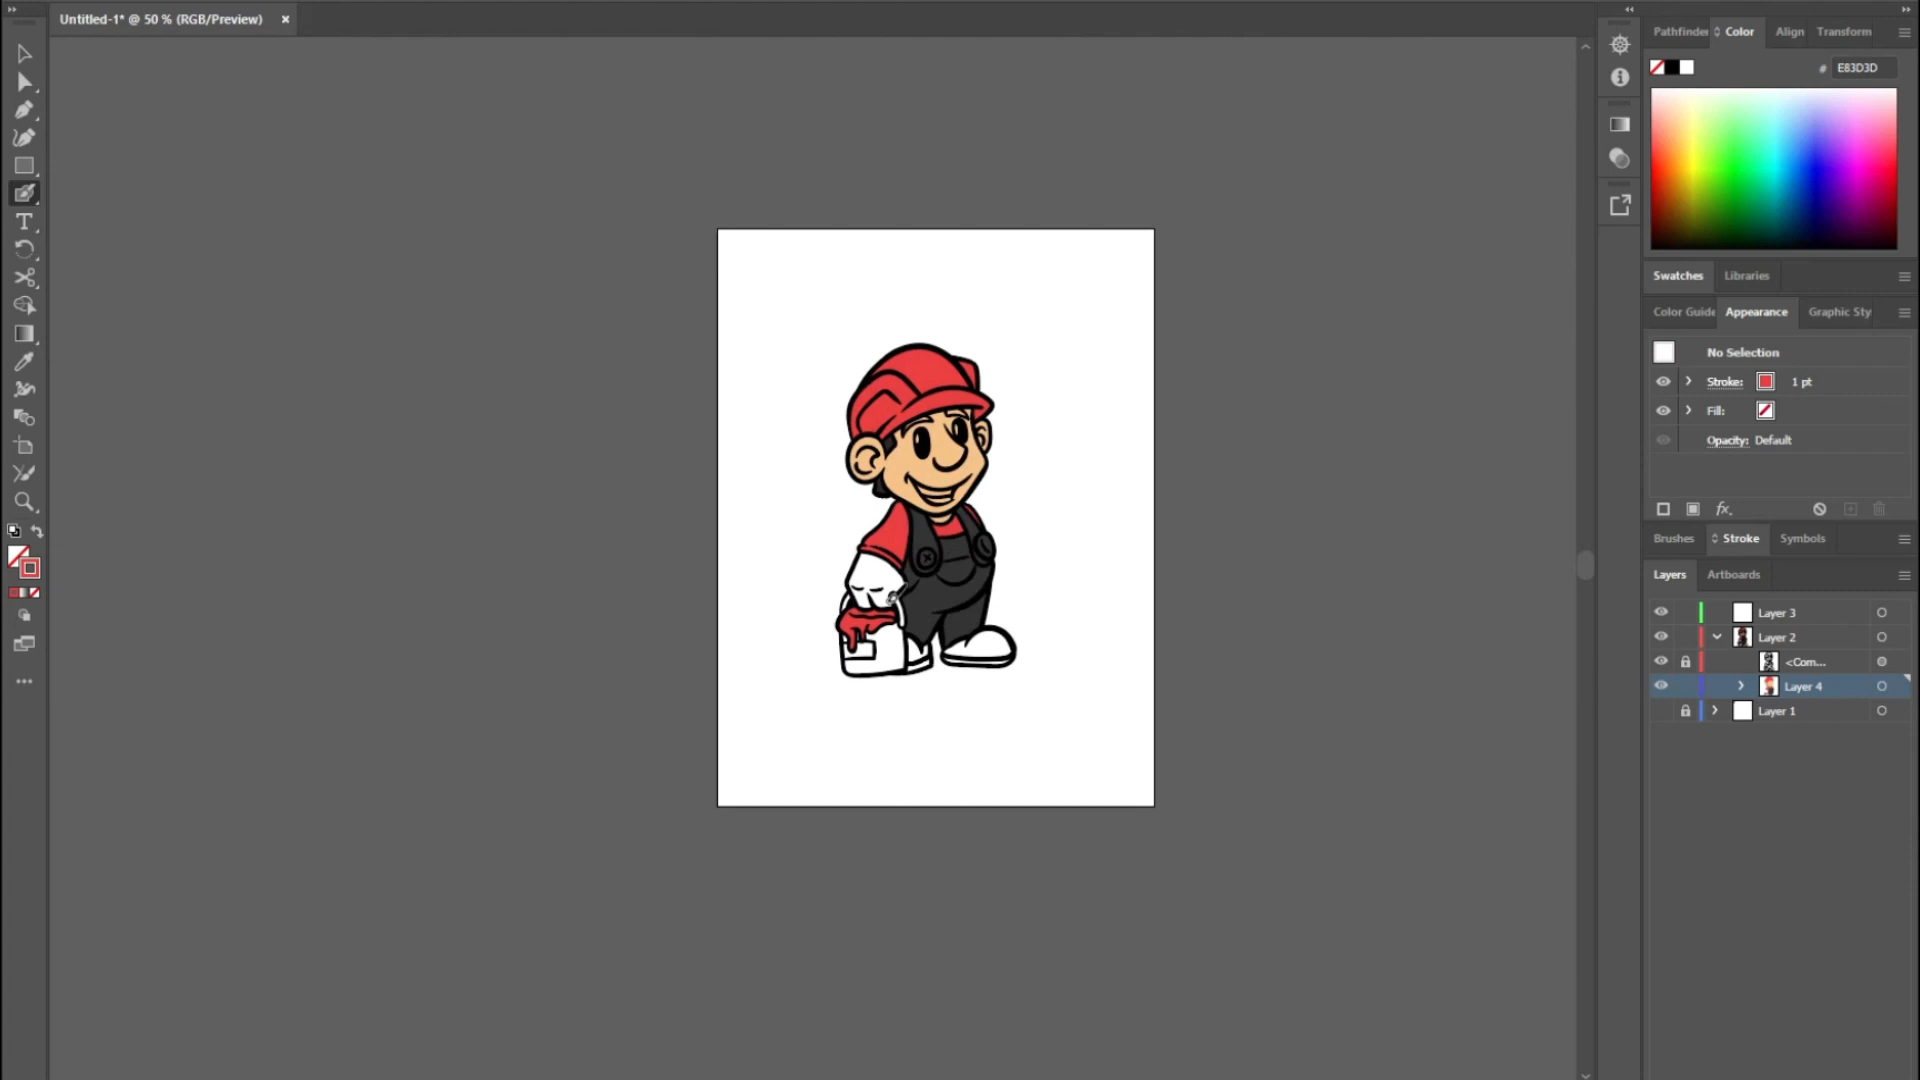 Untitled-1* @ 50 % (RGB/Preview) ×
Pathfinder Color Align Transform
# E83D3D
Swatches Libraries
Color Guide Appearance Graphic Sty
No Selection
Stroke: 1 pt
Fill:
Opacity: Default
fx.
Brushes Stroke Symbols
Layers Artboards
Layer 3
Layer 2
<Com...
Layer 4
Layer 1